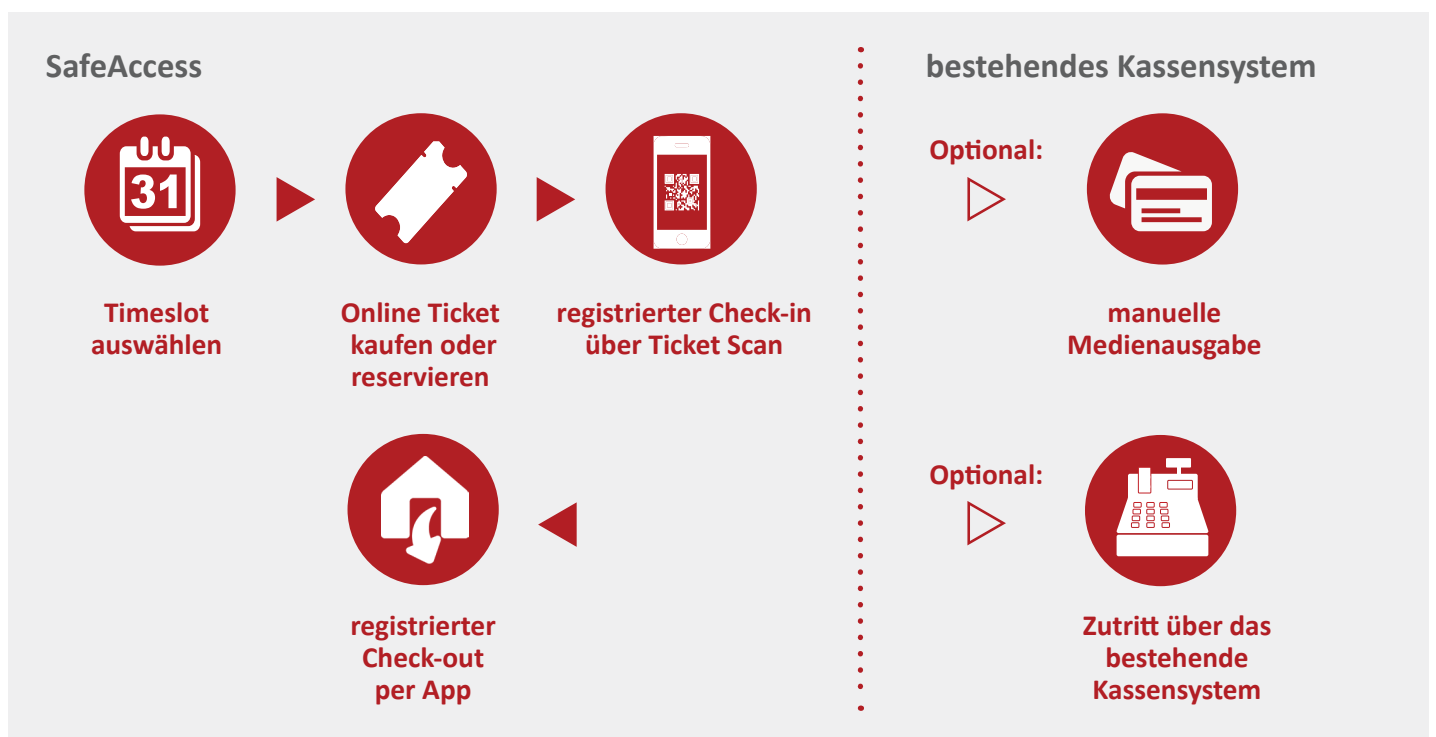 SafeAccess
31
Timeslot
auswählen
Online Ticket
kaufen oder
reservieren
registrierter Check-in
über Ticket Scan
registrierter
Check-out
per App
bestehendes Kassensystem
Optional:
manuelle
Medienausgabe
Optional:
Zutritt über das
bestehende
Kassensystem